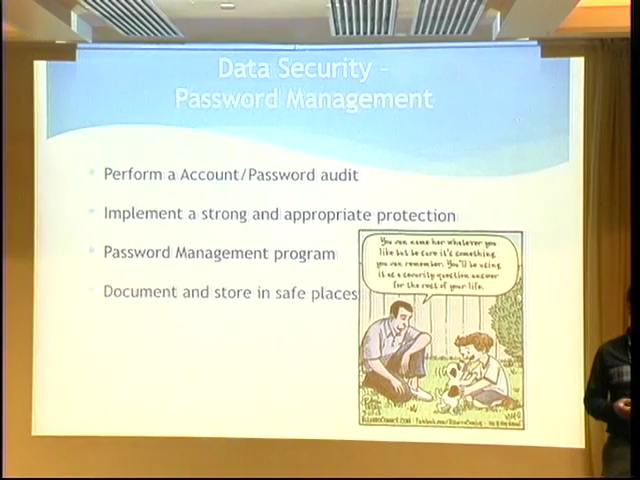 Data Security –
Password Management
Perform a Account/Password audit
Implement a strong and appropriate protection
Password Management program
Document and store in safe places
You can name her whatever you
like but be sure it's something
you can remember. You'll be using
it as a security question answer
for the rest of your life.